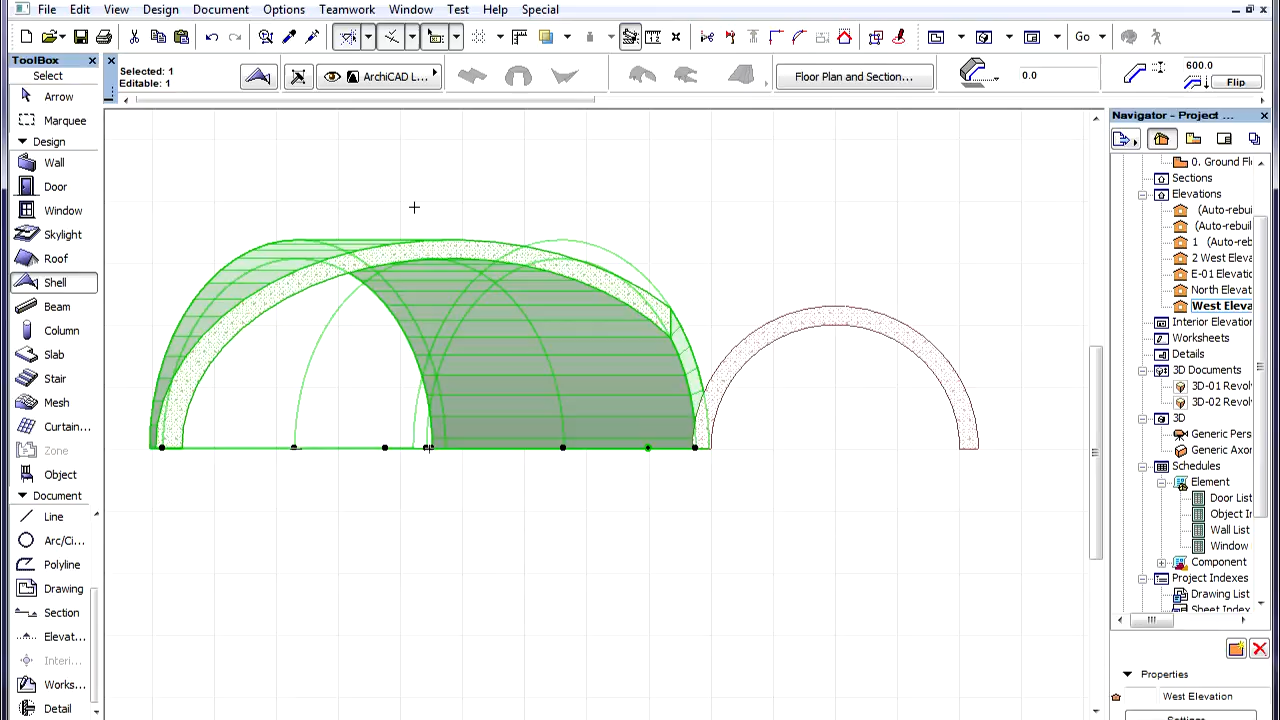 File Edit View Design Document Options Teamwork Window Test Help Special
Go
ToolBox
Select
Arrow
Marquee
Design
Wall
Door
Window
Skylight
Roof
Shell
Beam
Column
Slab
Stair
Mesh
Curtain...
Zone
Object
Document
Line
Arc/Ci...
Polyline
Drawing
Section
Elevat...
Interi...
Works...
Detail
Selected: 1
Editable: 1
ArchiCAD L...
Floor Plan and Section...
0.0
600.0
Flip
Navigator - Project ...
0. Ground Fl
Sections
Elevations
(Auto-rebui
(Auto-rebui
1 (Auto-reb
2 West Eleva
E-01 Elevatio
North Elevat
West Eleva
Interior Elevation
Worksheets
Details
3D Documents
3D-01 Revol
3D-02 Revol
3D
Generic Pers
Generic Axor
Schedules
Element
Door List
Object In
Wall List
Window
Component
Project Indexes
Drawing List
Sheet Index
Properties
West Elevation
Settings